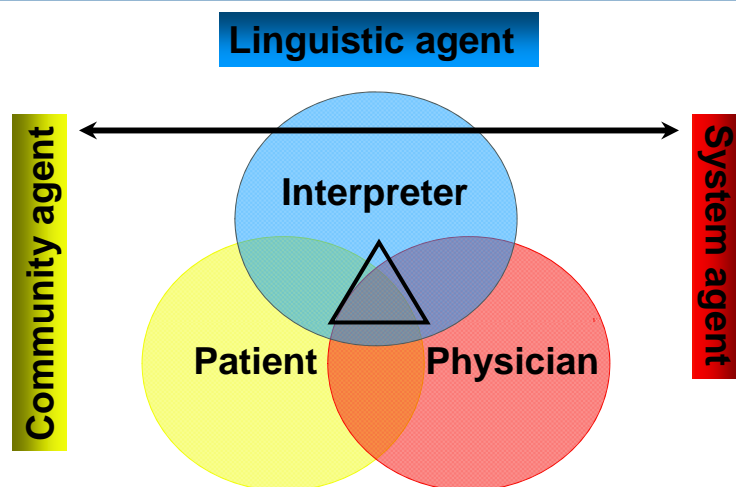 Linguistic agent
Community agent
System agent
Interpreter
Patient
Physician